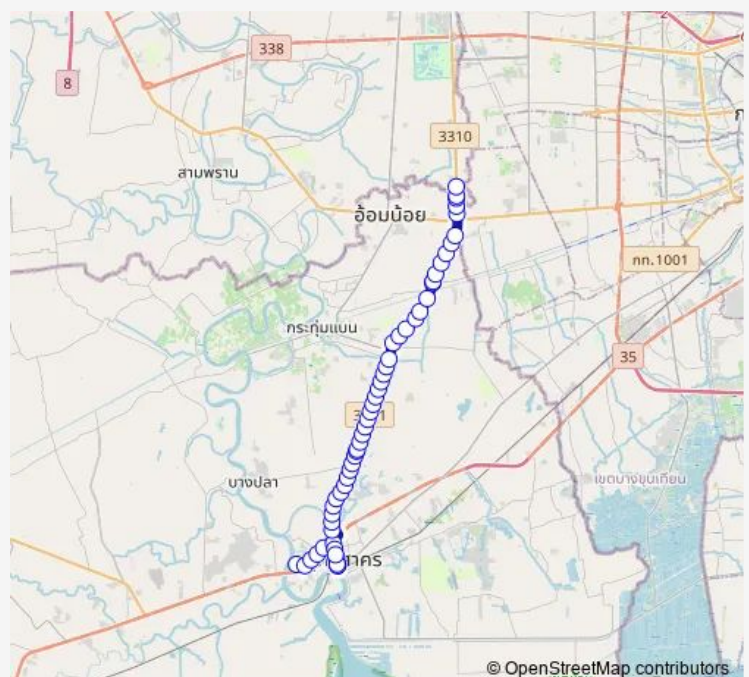 338
8
3310
สามพราน
อ้อมน้อย
กท.1001
กระทุ่มแบน
35
เขตบางขุนเทียน
บางปลา
© OpenStreetMap contributors